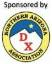 Sponsored by
NORTHERN ARIZONA
DX
ASSOCIATION